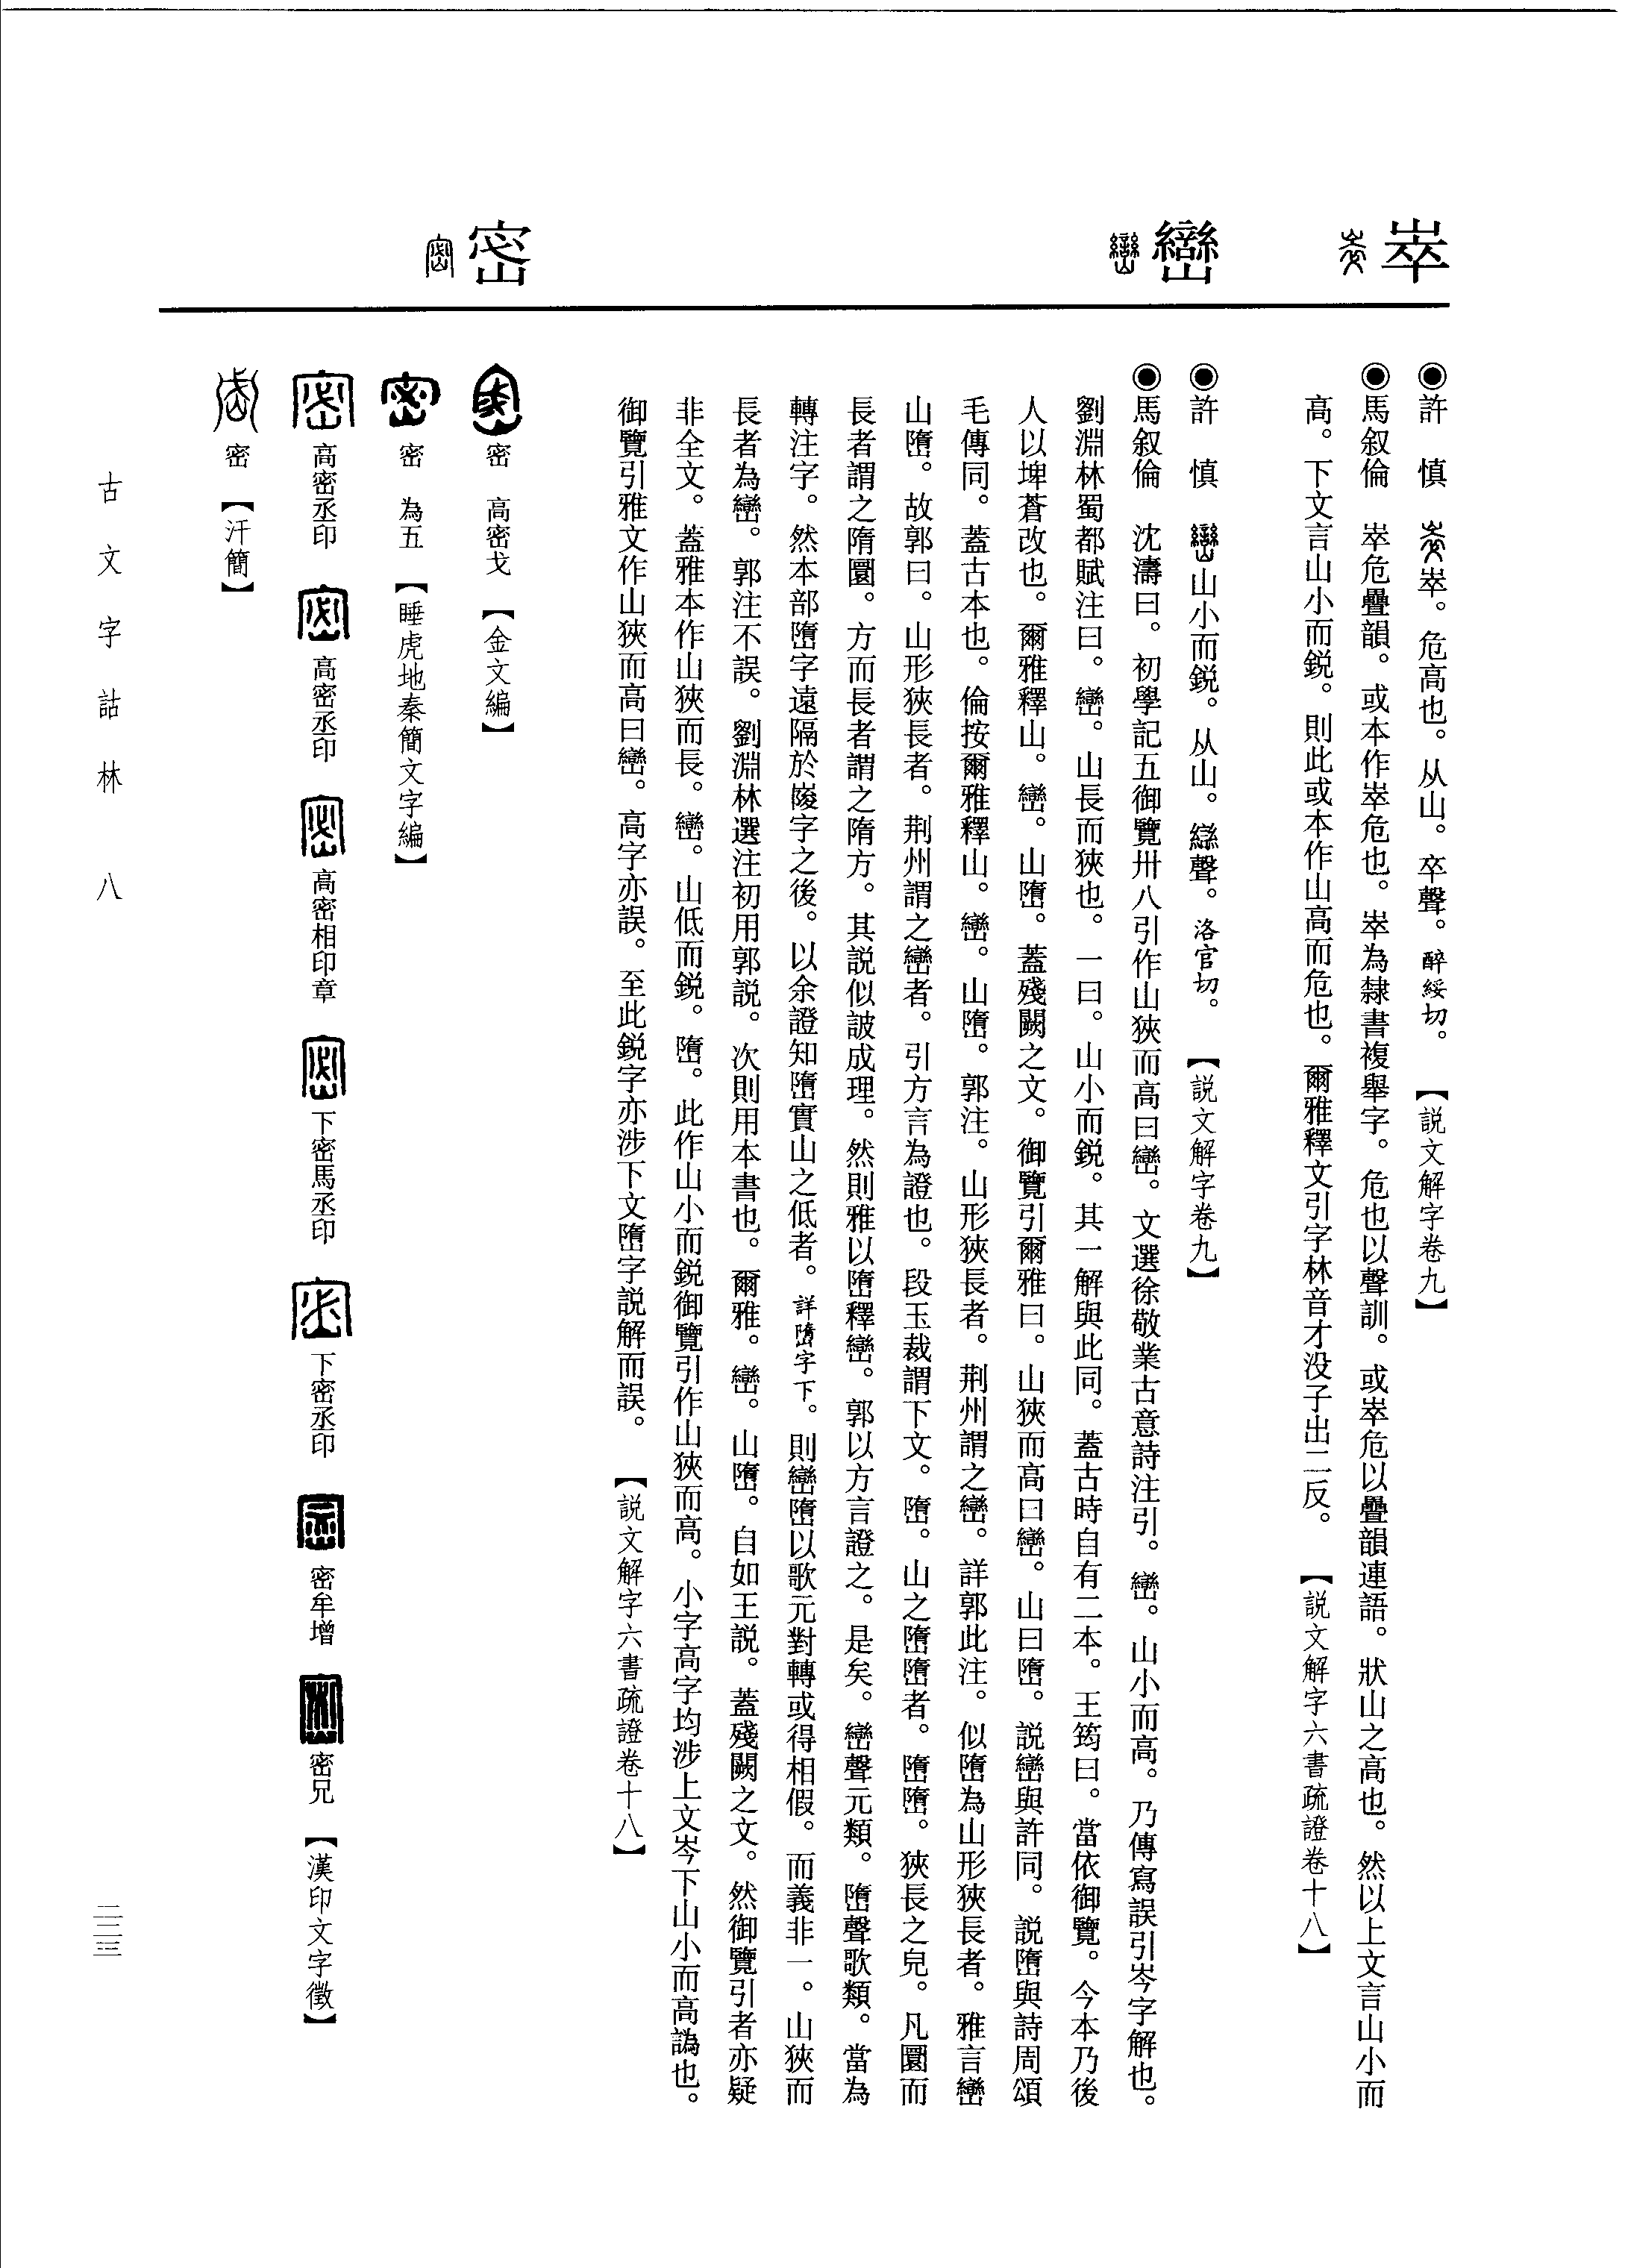 崒
巒
密
◉許　慎　崒。危高也。从山。卒聲。醉綏切。【説文解字卷九】
◉馬叙倫　崒危疊韻。或本作崒危也。崒為隸書複舉字。危也以聲訓。或崒危以疊韻連語。狀山之高也。然以上文言山小而
高。下文言山小而鋭。則此或本作山高而危也。爾雅釋文引字林音才没子出二反。【説文解字六書疏證卷十八】
◉許　慎　巒山小而鋭。从山。䜌聲。洛官切。【説文解字卷九】
◉馬叙倫　沈濤曰。初學記五御覽卅八引作山狹而高曰巒。文選徐敬業古意詩注引。巒。山小而高。乃傳寫誤引岑字解也。
劉淵林蜀都賦注曰。巒。山長而狹也。一曰。山小而鋭。其一解與此同。蓋古時自有二本。王筠曰。當依御覽。今本乃後
人以埤蒼改也。爾雅釋山。巒。山墮。蓋殘闕之文。御覽引爾雅曰。山狹而高曰巒。山曰嶞。説巒與許同。説嶞與詩周頌
毛傳同。蓋古本也。倫按爾雅釋山。巒。山嶞。郭注。山形狹長者。荆州謂之巒。詳郭此注。似嶞為山形狹長者。雅言巒
山嶞。故郭曰。山形狹長者。荆州謂之巒者。引方言為證也。段玉裁謂下文。嶞。山之嶞嶞者。嶞嶞。狹長之皃。凡圜而
長者謂之隋圜。方而長者謂之隋方。其説似詖成理。然則雅以嶞釋巒。郭以方言證之。是矣。巒聲元類。嶞聲歌類。當為
轉注字。然本部嶞字遠隔於嶘字之後。以余證知嶞實山之低者。詳嶞字下。則巒嶞以歌元對轉或得相假。而義非一。山狹而
長者為巒。郭注不誤。劉淵林選注初用郭説。次則用本書也。爾雅。巒。山嶞。自如王説。蓋殘闕之文。然御覽引者亦疑
非全文。蓋雅本作山狹而長。巒。山低而鋭。嶞。此作山小而鋭御覽引作山狹而高。小字高字均涉上文岑下山小而高譌也。
御覽引雅文作山狹而高曰巒。高字亦誤。至此鋭字亦涉下文嶞字説解而誤。【説文解字六書疏證卷十八】
密　高密戈【金文編】
密　為五【睡虎地秦簡文字編】
高密丞印　高密丞印　高密相印章　下密馬丞印　下密丞印　密牟增　密兄【漢印文字徵】
密【汗簡】
古文字詁林　八
二二三